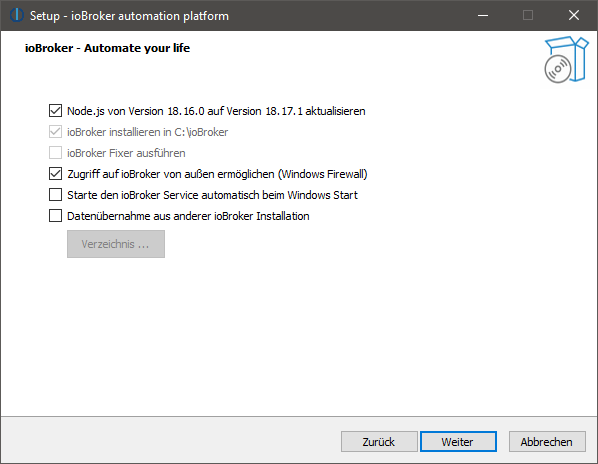 Setup - ioBroker automation platform
ioBroker - Automate your life
Node.js von Version 18.16.0 auf Version 18.17.1 aktualisieren
ioBroker installieren in C:\ioBroker
ioBroker Fixer ausführen
Zugriff auf ioBroker von außen ermöglichen (Windows Firewall)
Starte den ioBroker Service automatisch beim Windows Start
Datenübernahme aus anderer ioBroker Installation
Verzeichnis ...
Zurück Weiter Abbrechen